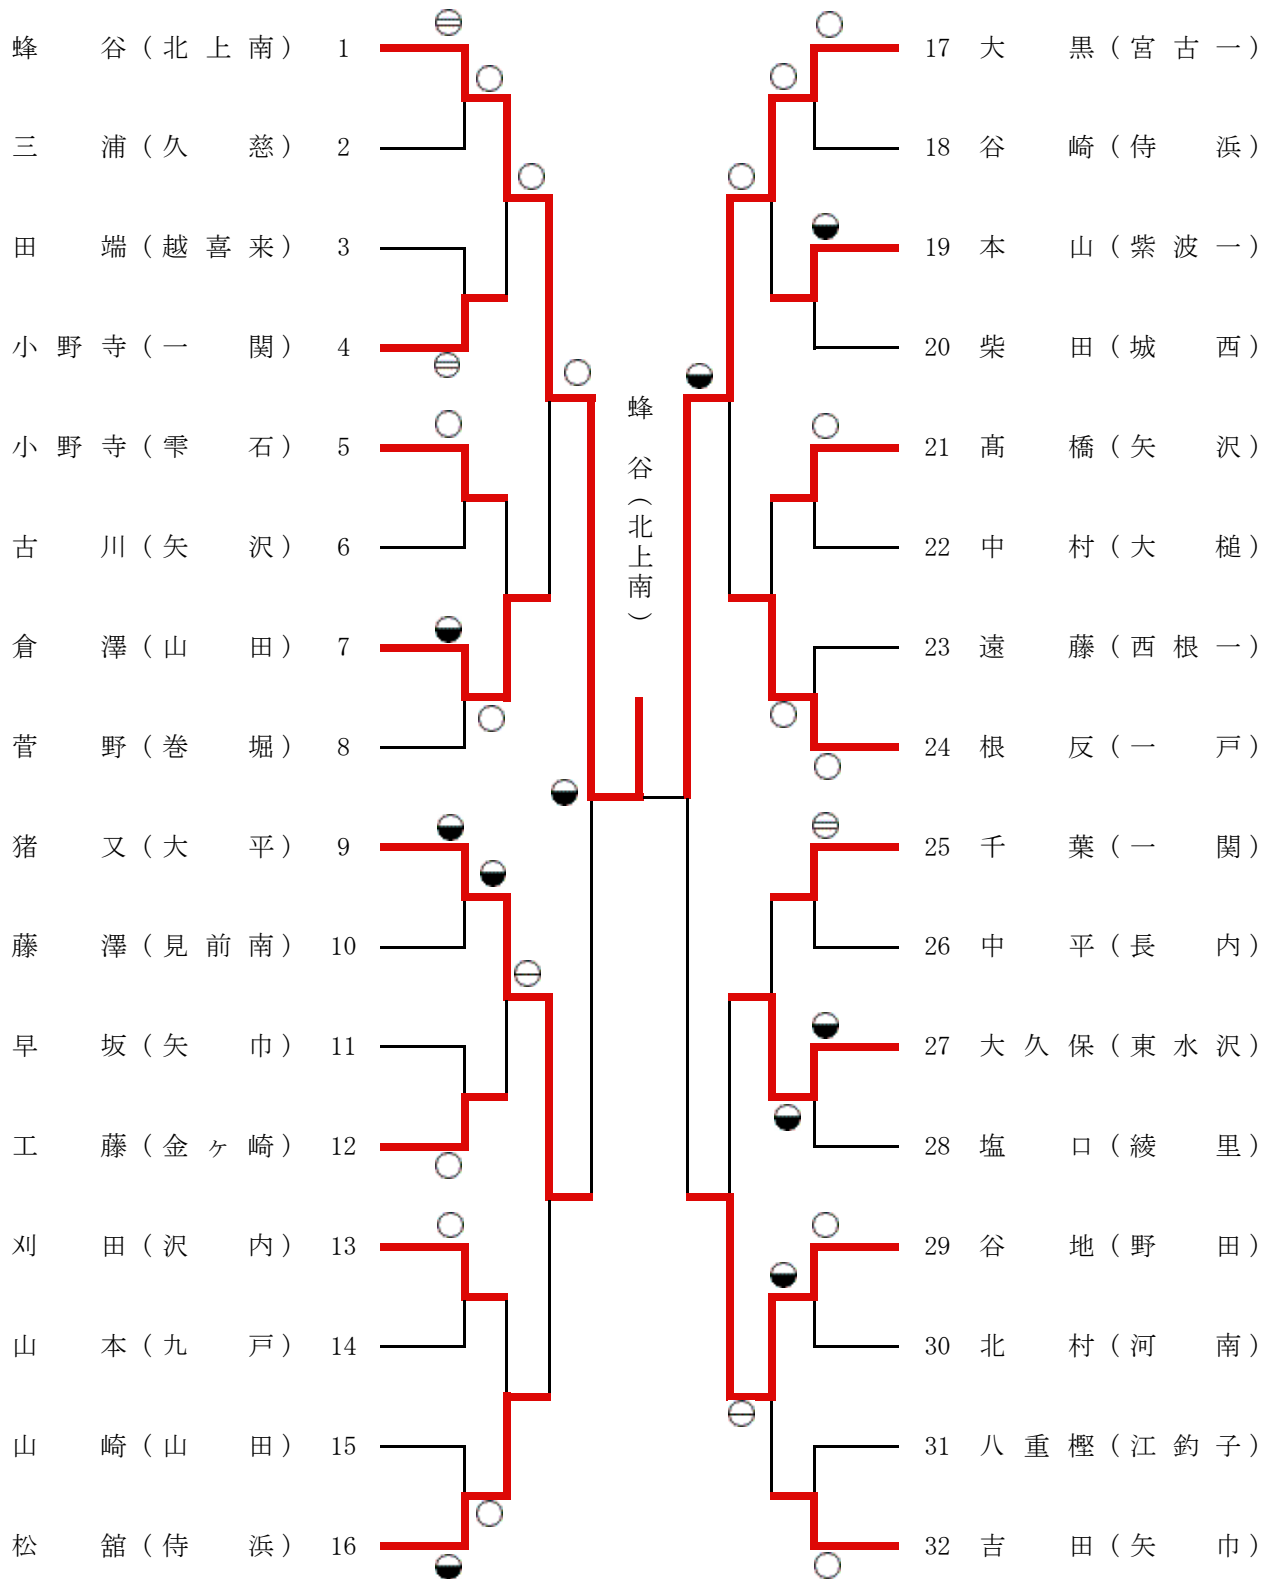 蜂谷（北上南） 1
三浦（久慈） 2
田端（越喜来） 3
小野寺（一関） 4
小野寺（雫石） 5
古川（矢沢） 6
倉澤（山田） 7
菅野（巻堀） 8
猪又（大平） 9
藤澤（見前南） 10
早坂（矢巾） 11
工藤（金ヶ崎） 12
刈田（沢内） 13
山本（九戸） 14
山崎（山田） 15
松舘（侍浜） 16
蜂谷（北上南）
17 大黒（宮古一）
18 谷崎（侍浜）
19 本山（紫波一）
20 柴田（城西）
21 髙橋（矢沢）
22 中村（大槌）
23 遠藤（西根一）
24 根反（一戸）
25 千葉（一関）
26 中平（長内）
27 大久保（東水沢）
28 塩口（綾里）
29 谷地（野田）
30 北村（河南）
31 八重樫（江釣子）
32 吉田（矢巾）